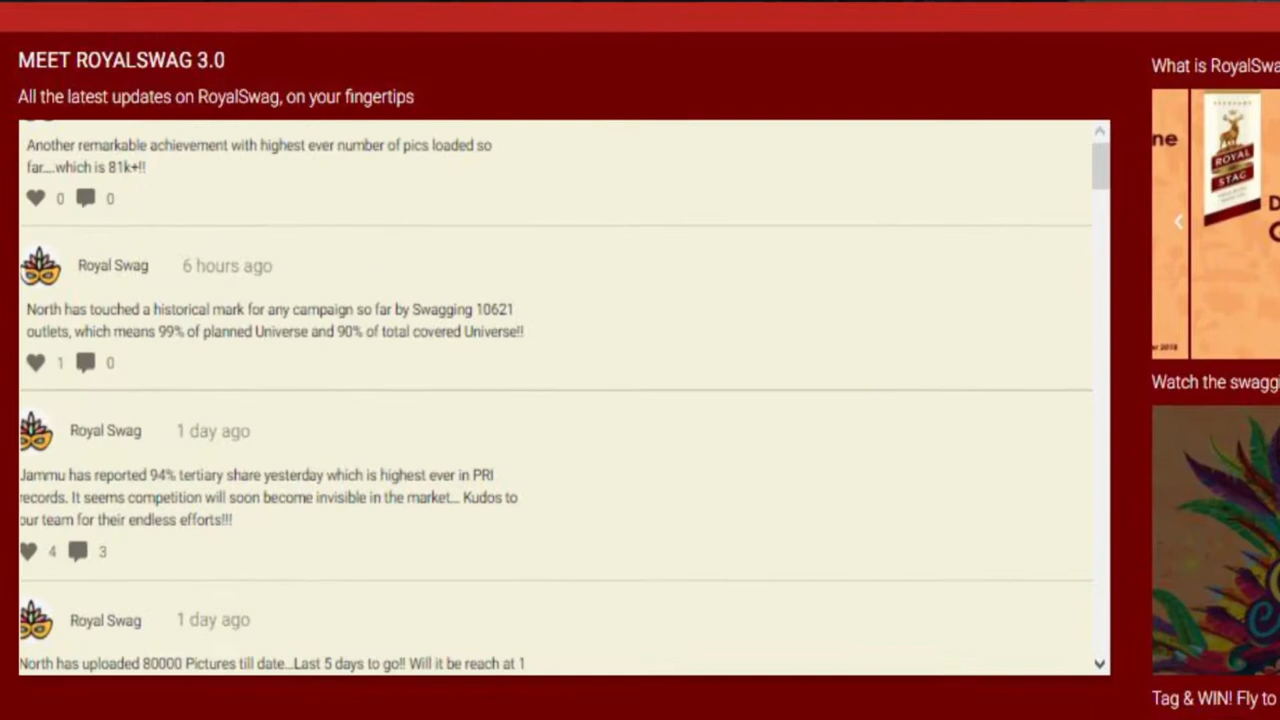 MEET ROYALSWAG 3.0
All the latest updates on RoyalSwag, on your fingertips
Another remarkable achievement with highest ever number of pics loaded so
far....which is 81k+!!
0 0
Royal Swag 6 hours ago
North has touched a historical mark for any campaign so far by Swagging 10621
outlets, which means 99% of planned Universe and 90% of total covered Universe!!
1 0
Royal Swag 1 day ago
Jammu has reported 94% tertiary share yesterday which is highest ever in PRI
records. It seems competition will soon become invisible in the market... Kudos to
our team for their endless efforts!!!
4 3
Royal Swag 1 day ago
North has uploaded 80000 Pictures till date...Last 5 days to go!! Will it be reach at 1
What is RoyalSwa
ne
ROYAL
STAG
D
r 2018
Watch the swaggi
Tag & WIN! Fly to